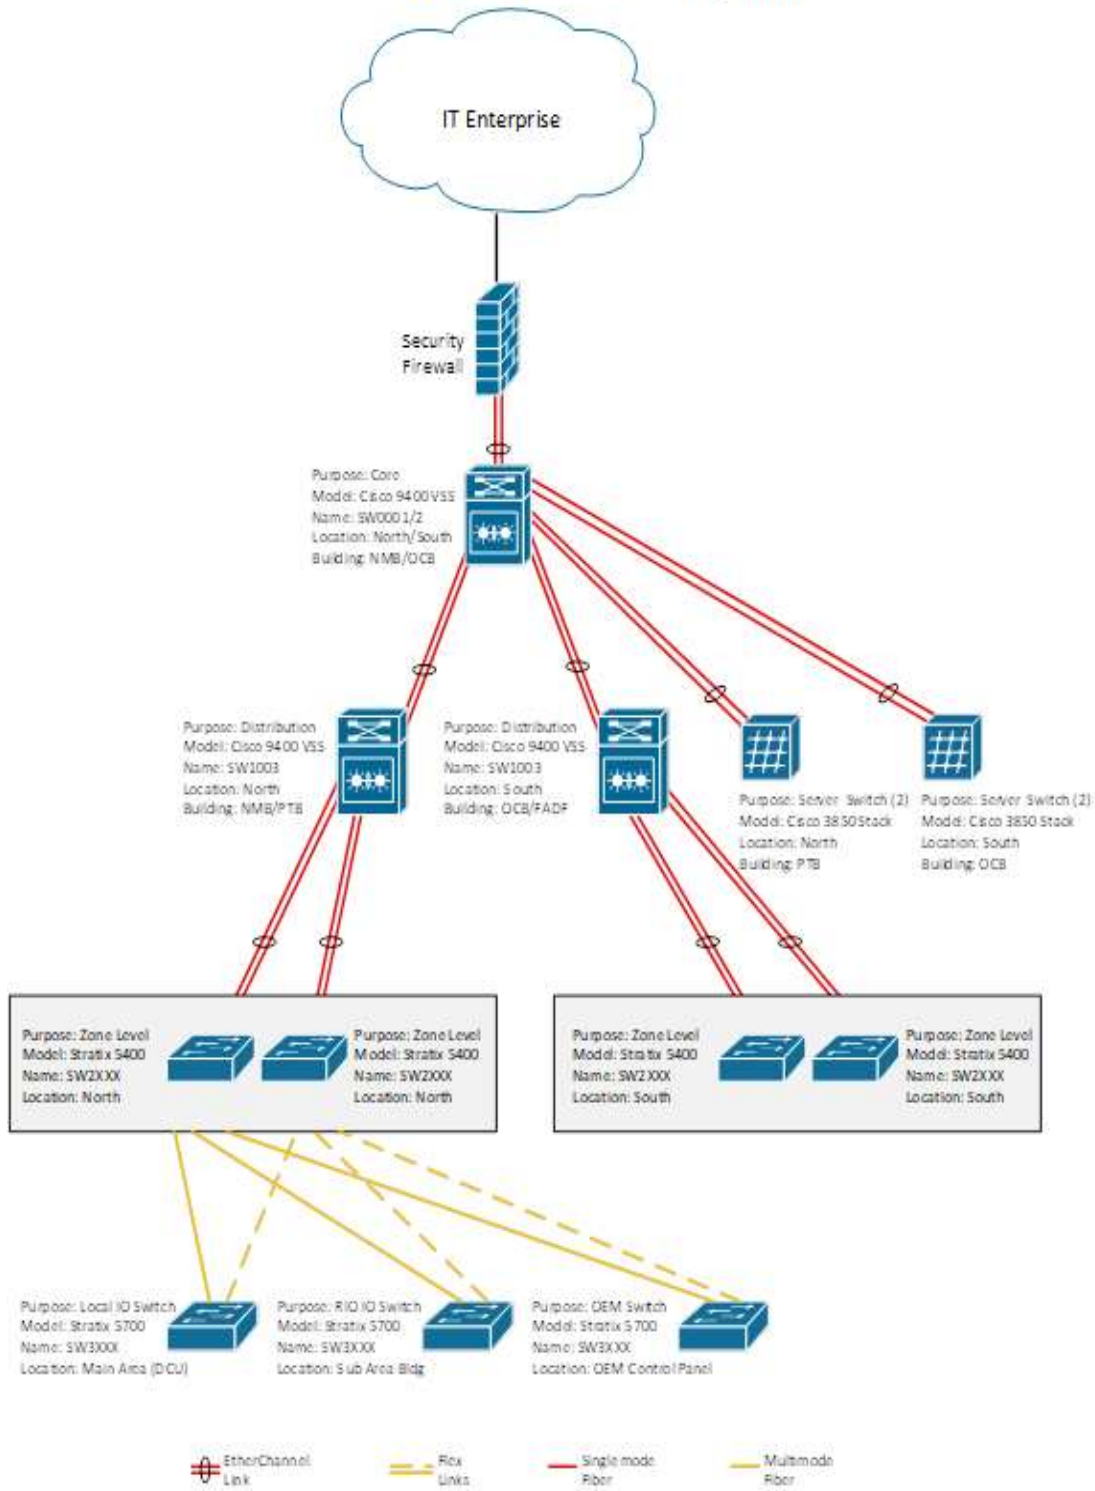 IT Enterprise
Security
Firewall
Purpose: Core
Model: Cisco 9400 VSS
Name: SW0001/2
Location: North/South
Building: NMB/OCB
Purpose: Distribution
Model: Cisco 9400 VSS
Name: SW1003
Location: North
Building: NMB/PTB
Purpose: Distribution
Model: Cisco 9400 VSS
Name: SW1003
Location: South
Building: OCB/FADF
Purpose: Server Switch (2)
Model: Cisco 3850 Stack
Location: North
Building: PTB
Purpose: Server Switch (2)
Model: Cisco 3850 Stack
Location: South
Building: OCB
Purpose: Zone Level
Model: Stratix 5400
Name: SW2XXX
Location: North
Purpose: Zone Level
Model: Stratix 5400
Name: SW2XXX
Location: North
Purpose: Zone Level
Model: Stratix 5400
Name: SW2XXX
Location: South
Purpose: Zone Level
Model: Stratix 5400
Name: SW2XXX
Location: South
Purpose: Local IO Switch
Model: Stratix 5700
Name: SW3XXX
Location: Main Area (DCU)
Purpose: RIO IO Switch
Model: Stratix 5700
Name: SW3XXX
Location: Sub Area Bldg
Purpose: OEM Switch
Model: Stratix 5700
Name: SW3XXX
Location: OEM Control Panel
EtherChannel
Link
Flex
Links
Single mode
Fiber
Multimode
Fiber